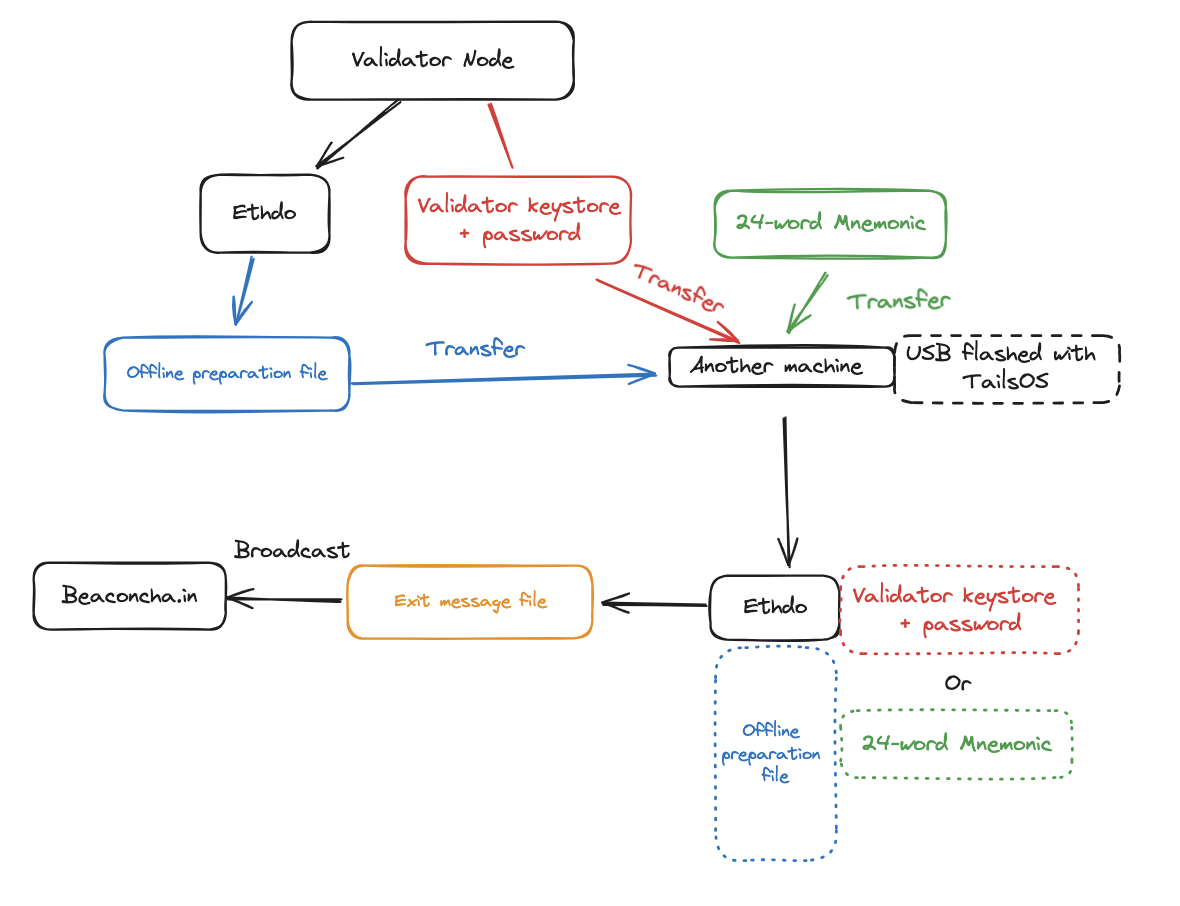 Validator Node
Ethdo
Validator keystore
+ password
24-word Mnemonic
Transfer
Transfer
Offline preparation file
Transfer
Another machine
USB flashed with
TailsOS
Beaconcha.in
Broadcast
Exit message file
Ethdo
Validator keystore
+ password
Or
Offline
preparation
file
24-word Mnemonic